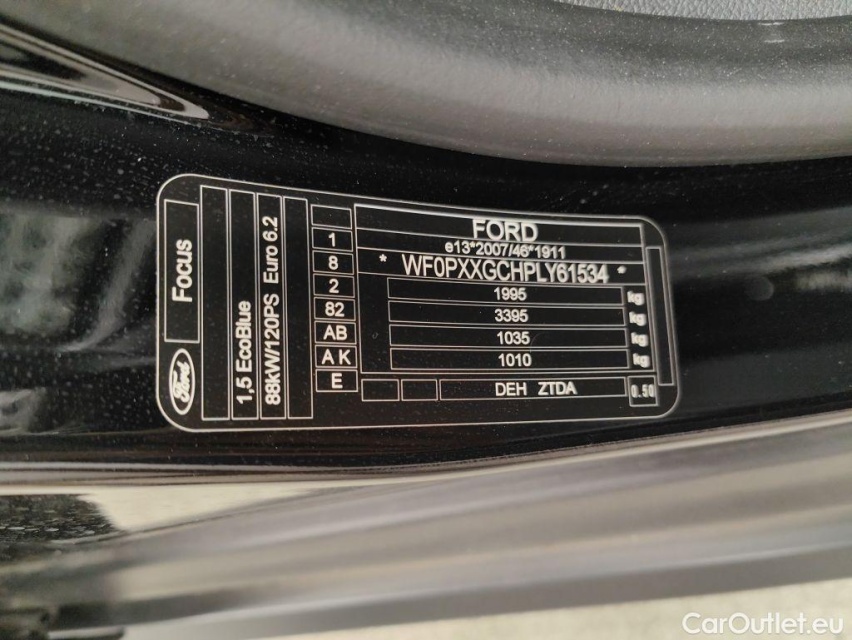 Focus
Ford
1,5 EcoBlue
88kW/120PS Euro 6.2
1
8
2
82
AB
A K
E
FORD
e13*2007/46*1911
* WF0PXXGCHPLY61534 *
1995 kg
3395 kg
1035 kg
1010 kg
DEH ZTDA 0.50
CarOutlet.eu